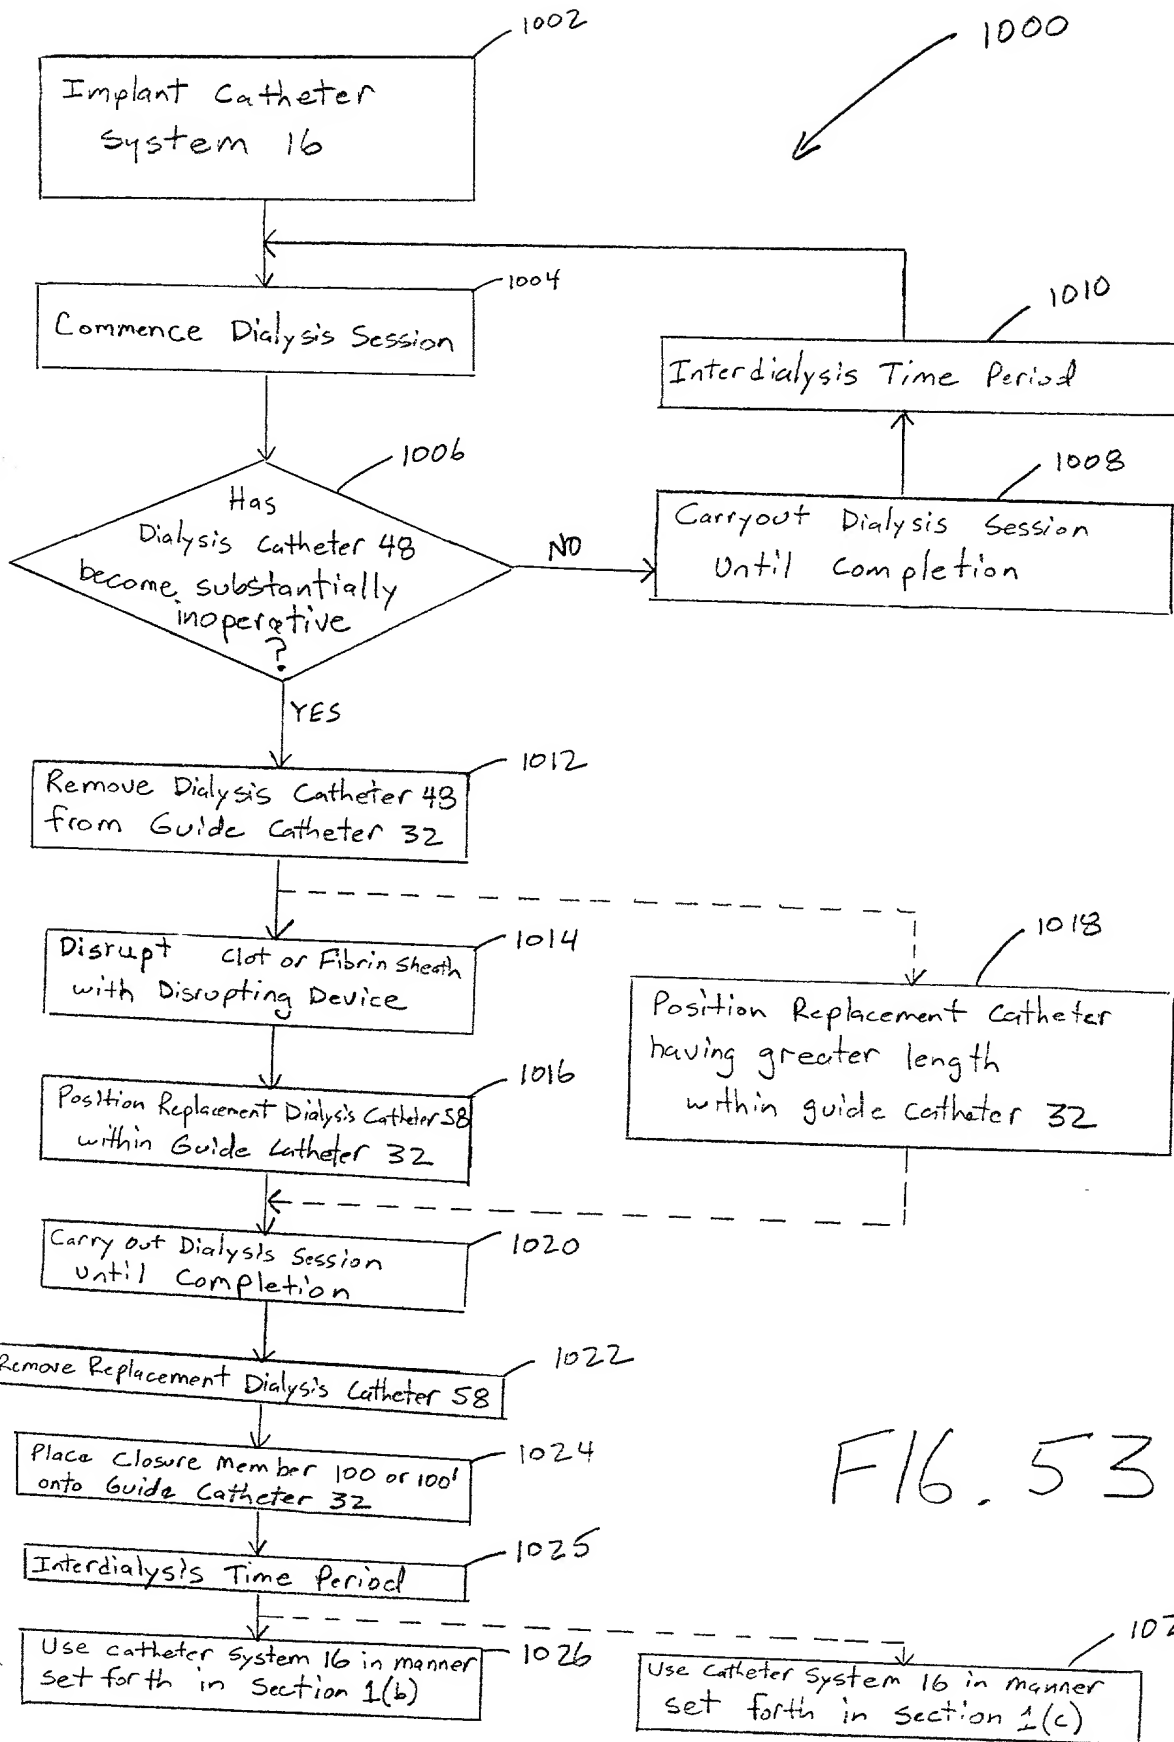 1002
1000
Implant Catheter
System 16
1004
Commence Dialysis Session
1010
Interdialysis Time Period
1006
Has
Dialysis Catheter 48
become substantially
inoperative
?
NO
1008
Carryout Dialysis Session
Until Completion
YES
1012
Remove Dialysis Catheter 48
from Guide Catheter 32
1014
Disrupt Clot or Fibrin Sheath
with Disrupting Device
1018
Position Replacement Catheter
having greater length
within guide catheter 32
1016
Position Replacement Dialysis Catheter 58
within Guide Catheter 32
1020
Carry out Dialysis Session
Until Completion
1022
Remove Replacement Dialysis Catheter 58
1024
Place Closure Member 100 or 100'
onto Guide Catheter 32
FIG. 53
1025
Interdialysis Time Period
1026
Use catheter system 16 in manner
set forth in Section 1(b)
Use Catheter System 16 in manner
set forth in section 1(c)